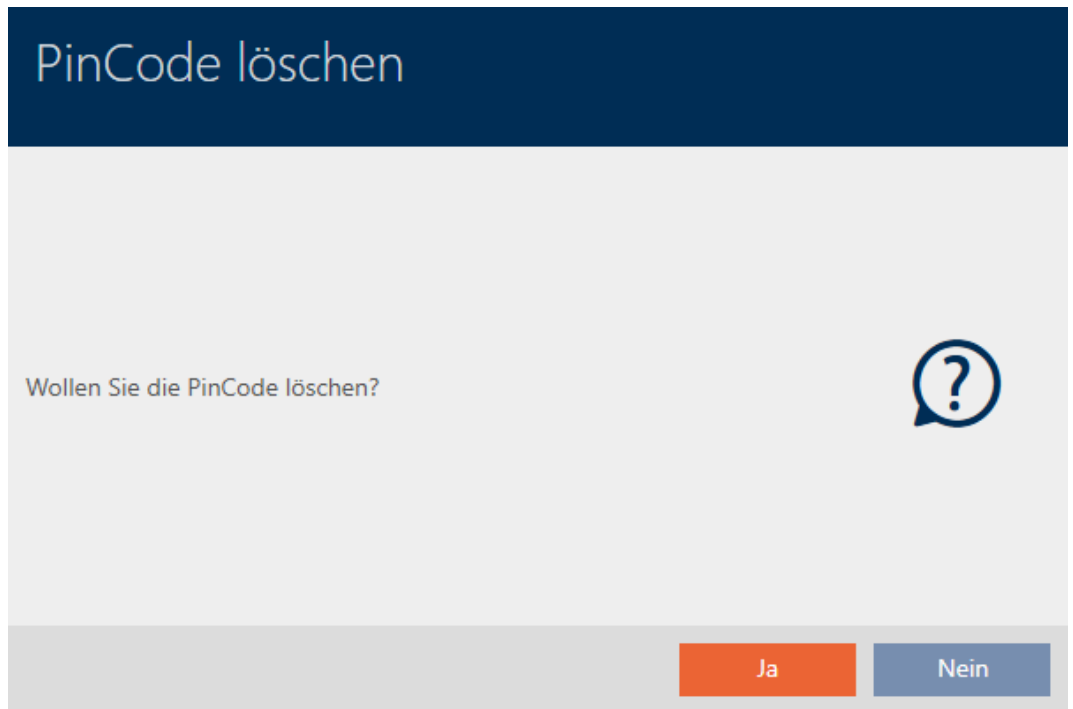 PinCode löschen
Wollen Sie die PinCode löschen?
?
Ja
Nein